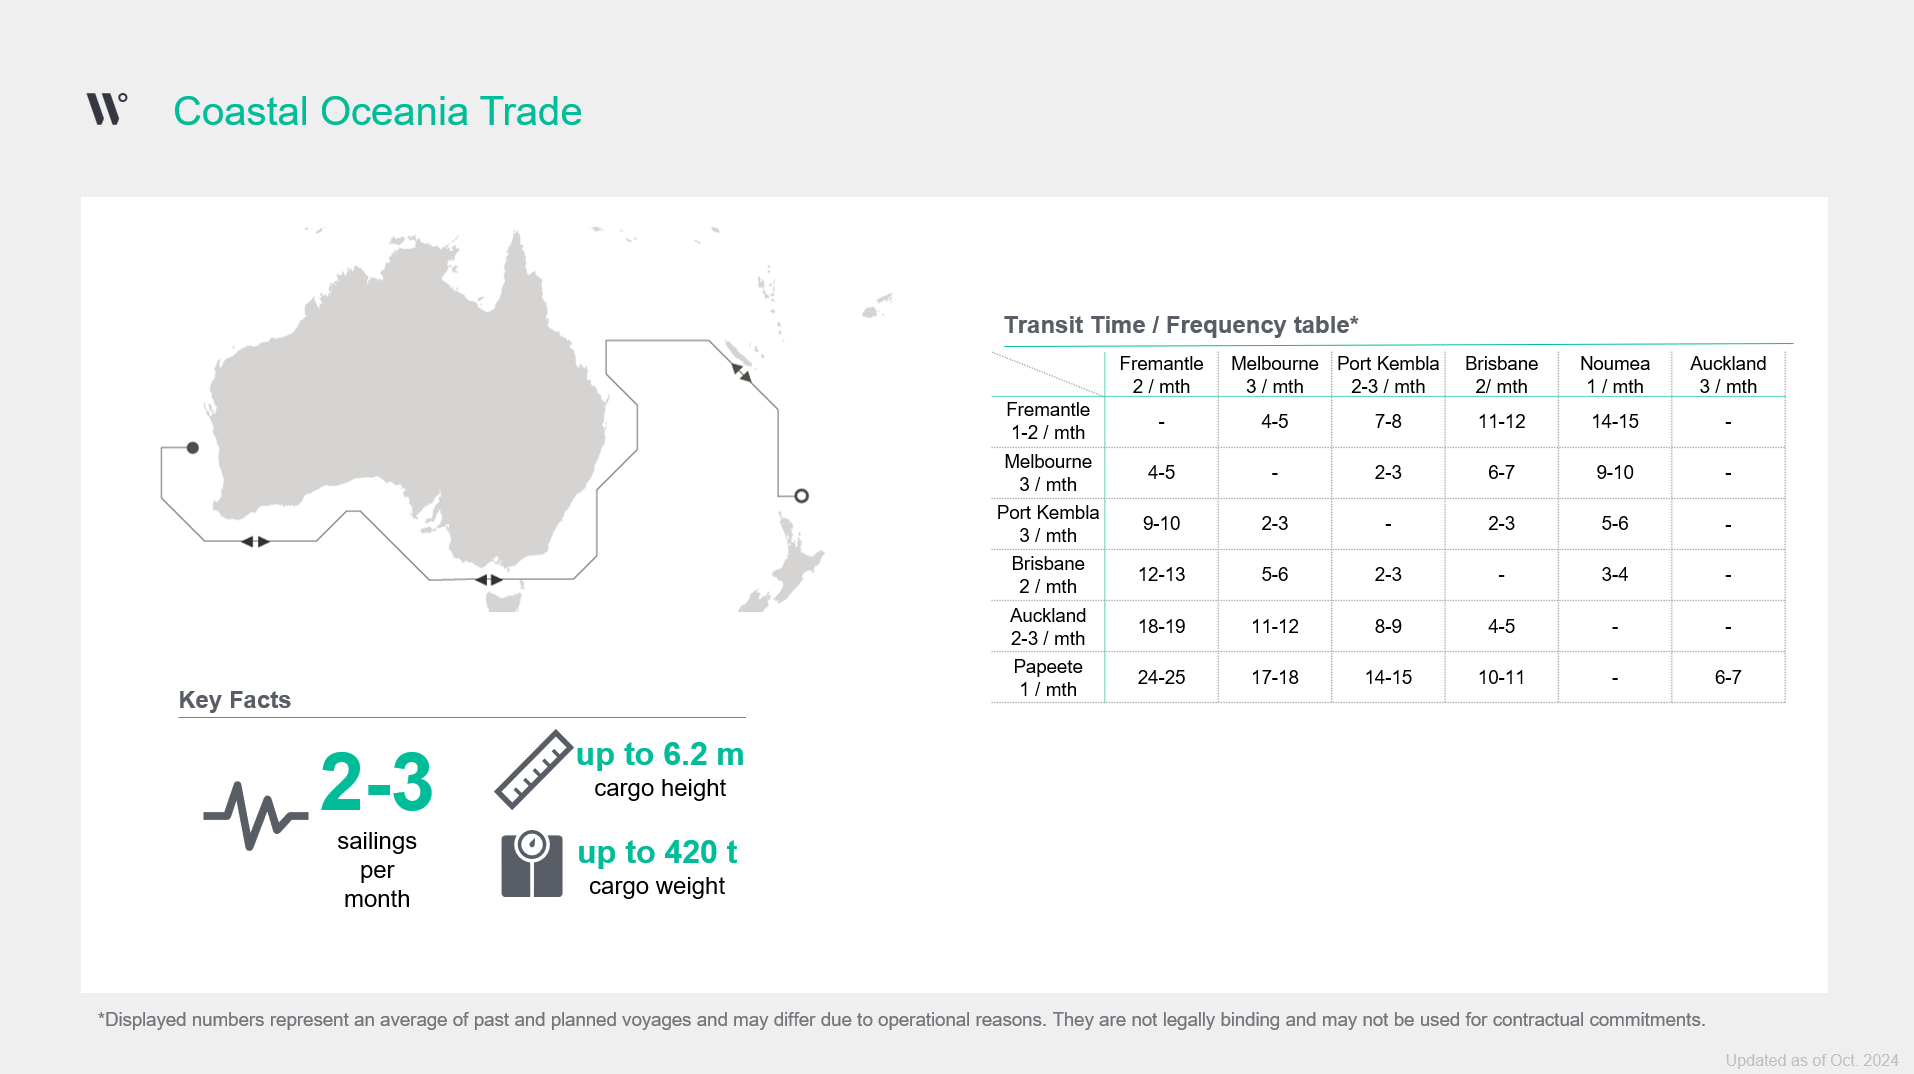 W°
Coastal Oceania Trade
Transit Time / Frequency table*
Fremantle Melbourne Port Kembla Brisbane Noumea Auckland
2 / mth 3 / mth 2-3 / mth 2/ mth 1 / mth 3 / mth
Fremantle
1-2 / mth - 4-5 7-8 11-12 14-15 -
Melbourne
3 / mth 4-5 - 2-3 6-7 9-10 -
Port Kembla
3 / mth 9-10 2-3 - 2-3 5-6 -
Brisbane
2 / mth 12-13 5-6 2-3 - 3-4 -
Auckland
2-3 / mth 18-19 11-12 8-9 4-5 - -
Papeete
1 / mth 24-25 17-18 14-15 10-11 - 6-7
Key Facts
2-3
sailings
per
month
up to 6.2 m
cargo height
up to 420 t
cargo weight
*Displayed numbers represent an average of past and planned voyages and may differ due to operational reasons. They are not legally binding and may not be used for contractual commitments.
Updated as of Oct. 2024